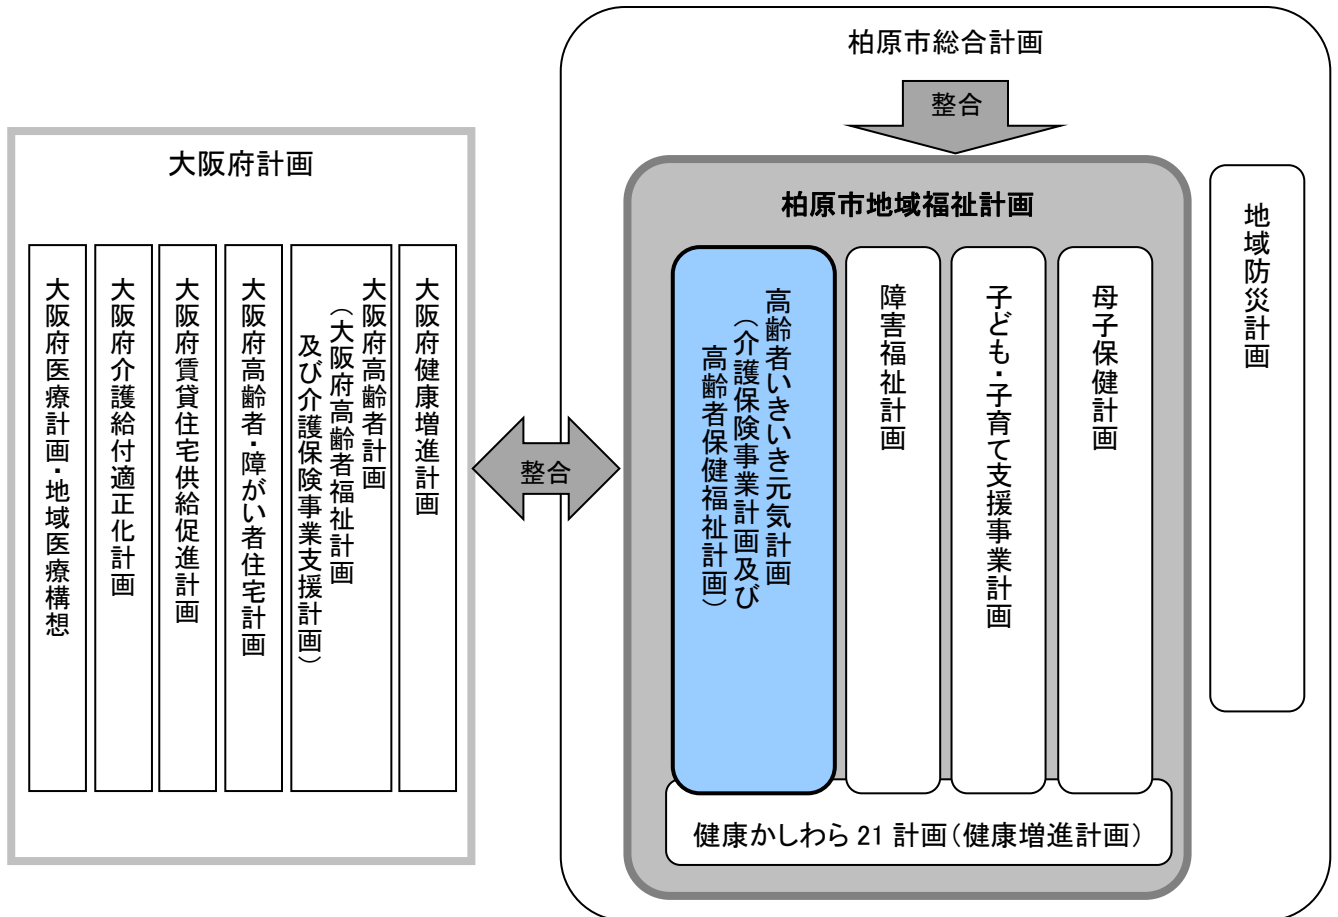 柏原市総合計画
整合
大阪府計画
大阪府医療計画・地域医療構想
大阪府介護給付適正化計画
大阪府賃貸住宅供給促進計画
大阪府高齢者・障がい者住宅計画
大阪府高齢者計画
（大阪府高齢者福祉計画
及び介護保険事業支援計画）
大阪府健康増進計画
整合
柏原市地域福祉計画
高齢者いきいき元気計画
（介護保険事業計画及び
高齢者保健福祉計画）
障害福祉計画
子ども・子育て支援事業計画
母子保健計画
健康かしわら 21 計画（健康増進計画）
地域防災計画